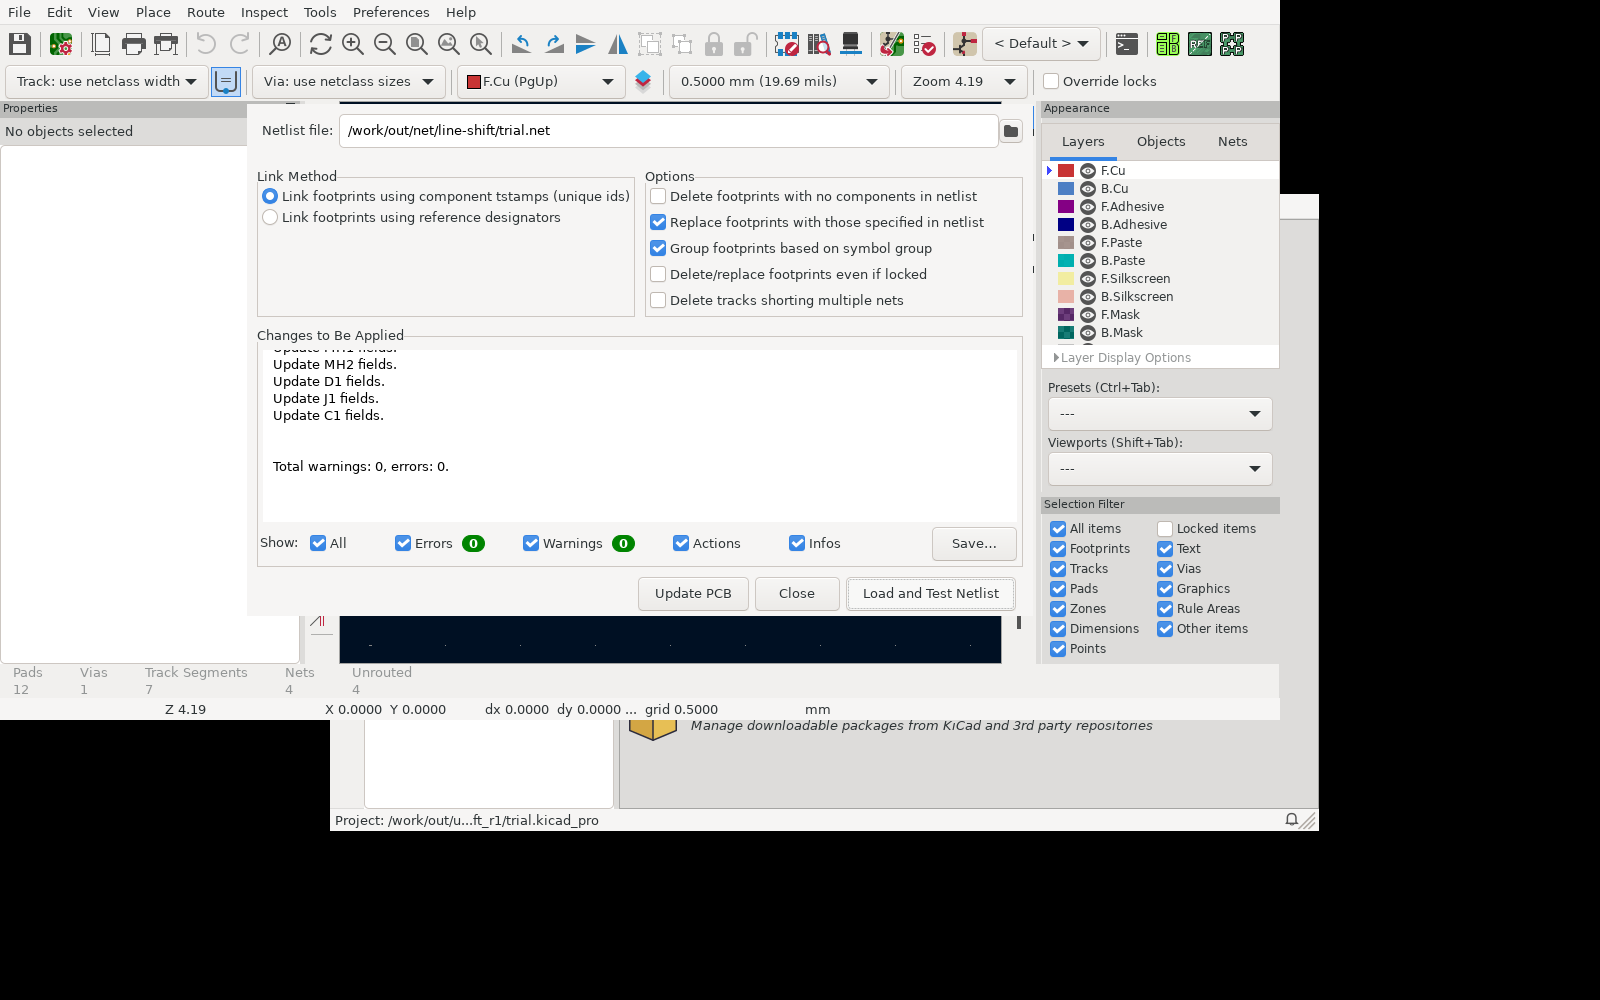 File Edit View Place Route Inspect Tools Preferences Help
< Default >
Track: use netclass width Via: use netclass sizes F.Cu (PgUp) 0.5000 mm (19.69 mils) Zoom 4.19 Override locks
Properties
No objects selected
Netlist file: /work/out/net/line-shift/trial.net
Link Method
Link footprints using component tstamps (unique ids)
Link footprints using reference designators
Options
Delete footprints with no components in netlist
Replace footprints with those specified in netlist
Group footprints based on symbol group
Delete/replace footprints even if locked
Delete tracks shorting multiple nets
Changes to Be Applied
Update MH1 fields.
Update MH2 fields.
Update D1 fields.
Update J1 fields.
Update C1 fields.
Total warnings: 0, errors: 0.
Show: All Errors 0 Warnings 0 Actions Infos Save...
Update PCB Close Load and Test Netlist
Appearance
Layers Objects Nets
F.Cu
B.Cu
F.Adhesive
B.Adhesive
F.Paste
B.Paste
F.Silkscreen
B.Silkscreen
F.Mask
B.Mask
Layer Display Options
Presets (Ctrl+Tab):
---
Viewports (Shift+Tab):
---
Selection Filter
All items Locked items
Footprints Text
Tracks Vias
Pads Graphics
Zones Rule Areas
Dimensions Other items
Points
Pads Vias Track Segments Nets Unrouted
12 1 7 4 4
Z 4.19 X 0.0000 Y 0.0000 dx 0.0000 dy 0.0000 ... grid 0.5000 mm
Manage downloadable packages from KiCad and 3rd party repositories
Project: /work/out/u...ft_r1/trial.kicad_pro